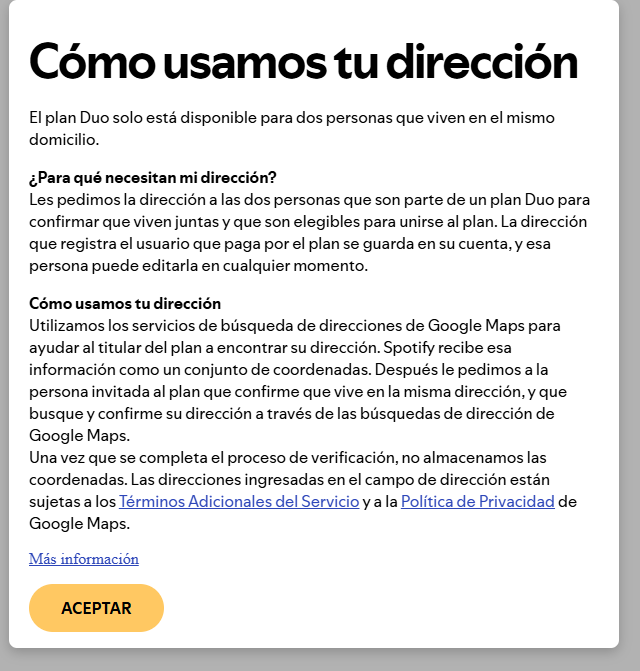 Cómo usamos tu dirección
El plan Duo solo está disponible para dos personas que viven en el mismo
domicilio.
¿Para qué necesitan mi dirección?
Les pedimos la dirección a las dos personas que son parte de un plan Duo para
confirmar que viven juntas y que son elegibles para unirse al plan. La dirección
que registra el usuario que paga por el plan se guarda en su cuenta, y esa
persona puede editarla en cualquier momento.
Cómo usamos tu dirección
Utilizamos los servicios de búsqueda de direcciones de Google Maps para
ayudar al titular del plan a encontrar su dirección. Spotify recibe esa
información como un conjunto de coordenadas. Después le pedimos a la
persona invitada al plan que confirme que vive en la misma dirección, y que
busque y confirme su dirección a través de las búsquedas de dirección de
Google Maps.
Una vez que se completa el proceso de verificación, no almacenamos las
coordenadas. Las direcciones ingresadas en el campo de dirección están
sujetas a los Términos Adicionales del Servicio y a la Política de Privacidad de
Google Maps.
Más información
ACEPTAR